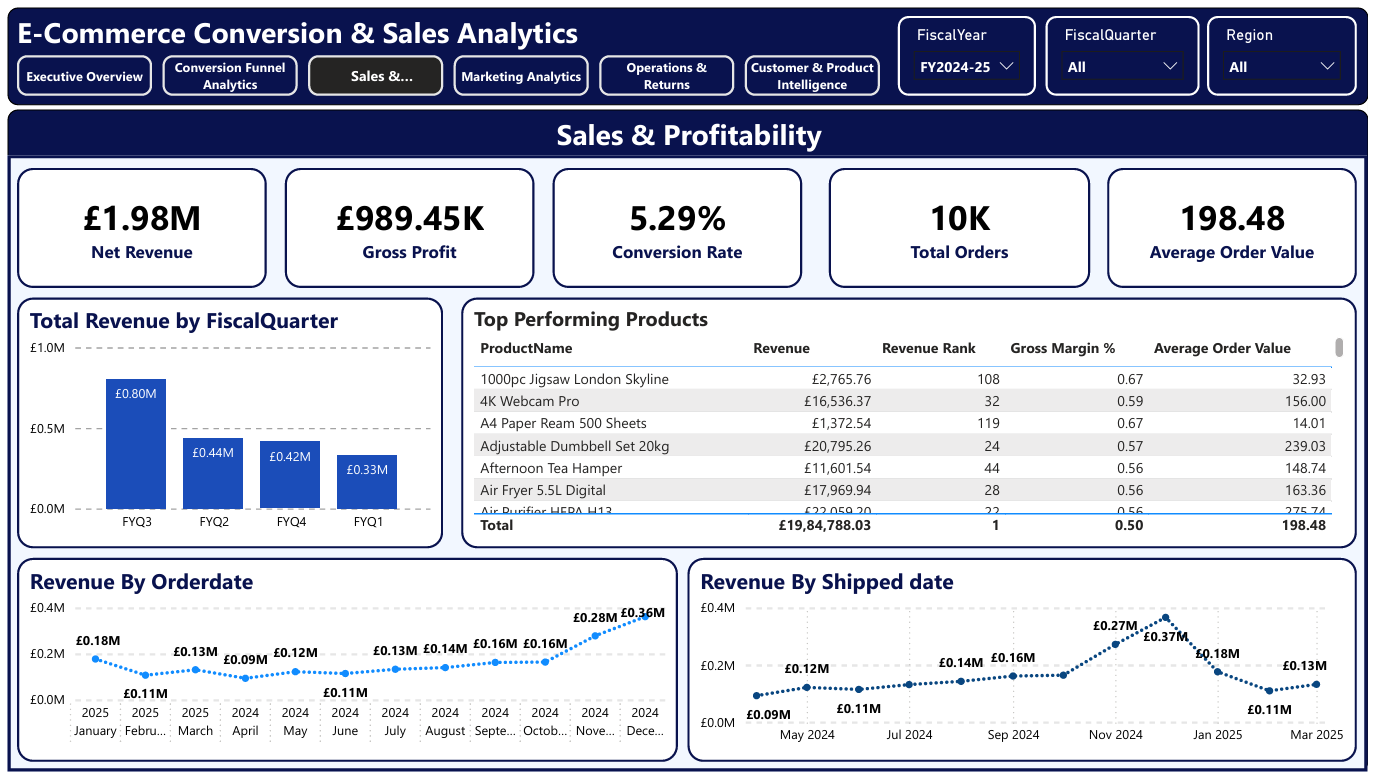 E-Commerce Conversion & Sales Analytics
Executive Overview
Conversion Funnel
Analytics
Sales &...
Marketing Analytics
Operations &
Returns
Customer & Product
Intelligence
FiscalYear
FY2024-25
FiscalQuarter
All
Region
All
Sales & Profitability
£1.98M
Net Revenue
£989.45K
Gross Profit
5.29%
Conversion Rate
10K
Total Orders
198.48
Average Order Value
Total Revenue by FiscalQuarter
£1.0M
£0.5M
£0.0M
£0.80M
£0.44M
£0.42M
£0.33M
FYQ3 FYQ2 FYQ4 FYQ1
Top Performing Products
ProductName Revenue Revenue Rank Gross Margin % Average Order Value
1000pc Jigsaw London Skyline £2,765.76 108 0.67 32.93
4K Webcam Pro £16,536.37 32 0.59 156.00
A4 Paper Ream 500 Sheets £1,372.54 119 0.67 14.01
Adjustable Dumbbell Set 20kg £20,795.26 24 0.57 239.03
Afternoon Tea Hamper £11,601.54 44 0.56 148.74
Air Fryer 5.5L Digital £17,969.94 28 0.56 163.36
Air Purifier HEPA H13 £22,059.20 22 0.56 275.74
Total £19,84,788.03 1 0.50 198.48
Revenue By Orderdate
£0.4M
£0.2M
£0.0M
£0.18M £0.11M £0.13M £0.09M £0.12M £0.11M £0.13M £0.14M £0.16M £0.16M £0.28M £0.36M
2025 2025 2025 2024 2024 2024 2024 2024 2024 2024 2024 2024
January Febru... March April May June July August Septe... Octob... Nove... Dece...
Revenue By Shipped date
£0.4M
£0.2M
£0.0M
£0.09M £0.12M £0.11M £0.14M £0.16M £0.27M £0.37M £0.18M £0.11M £0.13M
May 2024 Jul 2024 Sep 2024 Nov 2024 Jan 2025 Mar 2025